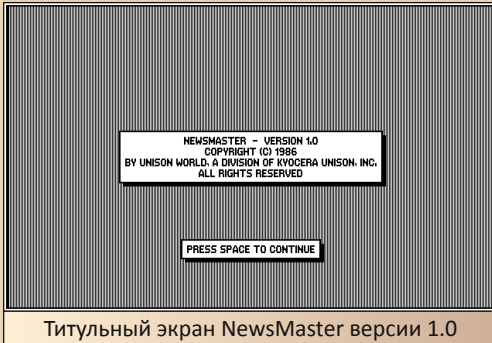 NEWSMASTER - VERSION 1.0
COPYRIGHT (C) 1986
BY UNISON WORLD, A DIVISION OF KYOCERA UNISON, INC.
ALL RIGHTS RESERVED
PRESS SPACE TO CONTINUE
Титульный экран NewsMaster версии 1.0